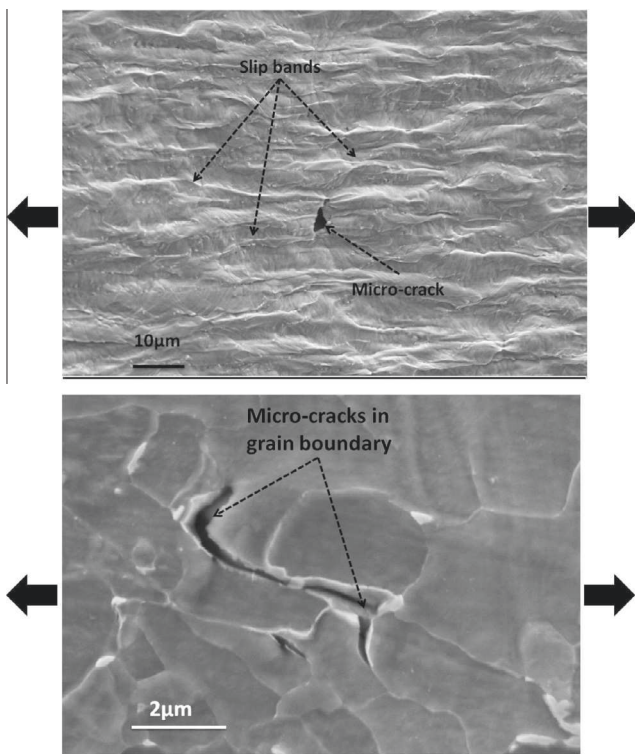 Slip bands
Micro-crack
10μm
Micro-cracks in
grain boundary
2μm